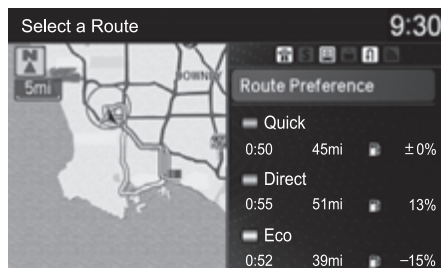 Select a Route 9:30
N
5mi
DOWNEY
Route Preference
Quick
0:50 45mi ±0%
Direct
0:55 51mi 13%
Eco
0:52 39mi –15%